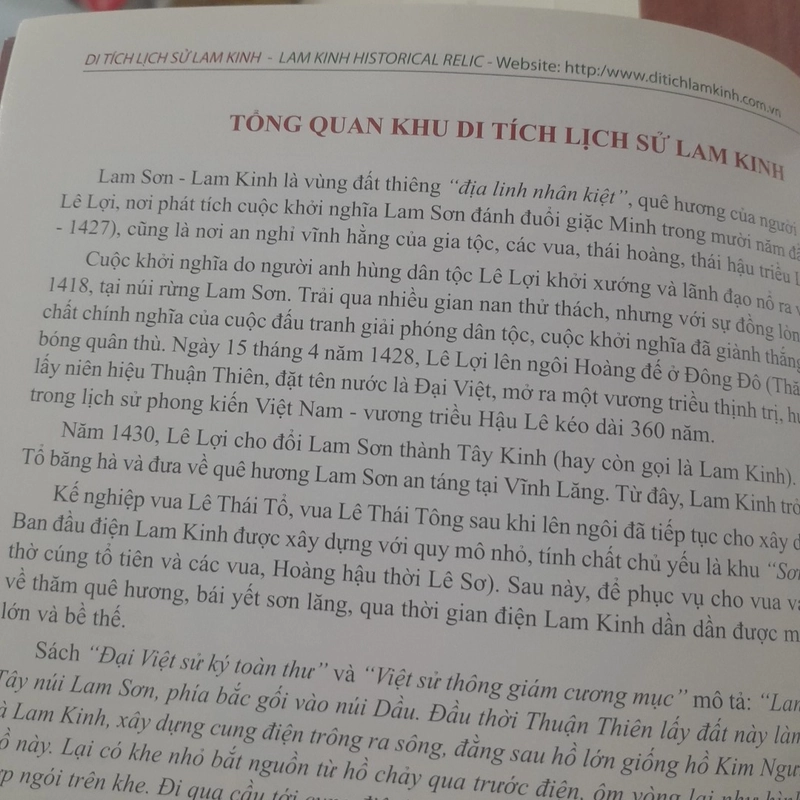 DI TÍCH LỊCH SỬ LAM KINH - LAM KINH HISTORICAL RELIC - Website: http:/www.ditichlamkinh.com.vn
TỔNG QUAN KHU DI TÍCH LỊCH SỬ LAM KINH
Lam Sơn - Lam Kinh là vùng đất thiêng “địa linh nhân kiệt”, quê hương của người
Lê Lợi, nơi phát tích cuộc khởi nghĩa Lam Sơn đánh đuổi giặc Minh trong mười năm
- 1427), cũng là nơi an nghỉ vĩnh hằng của gia tộc, các vua, thái hoàng, thái hậu triều
Cuộc khởi nghĩa do người anh hùng dân tộc Lê Lợi khởi xướng và lãnh đạo nổ ra
1418, tại núi rừng Lam Sơn. Trải qua nhiều gian nan thử thách, nhưng với sự đồng lòn
chất chính nghĩa của cuộc đấu tranh giải phóng dân tộc, cuộc khởi nghĩa đã giành thắng
bóng quân thù. Ngày 15 tháng 4 năm 1428, Lê Lợi lên ngôi Hoàng đế ở Đông Đô (Thă
lấy niên hiệu Thuận Thiên, đặt tên nước là Đại Việt, mở ra một vương triều thịnh trị,
trong lịch sử phong kiến Việt Nam - vương triều Hậu Lê kéo dài 360 năm.
Năm 1430, Lê Lợi cho đổi Lam Sơn thành Tây Kinh (hay còn gọi là Lam Kinh).
Tổ băng hà và đưa về quê hương Lam Sơn an táng tại Vĩnh Lăng. Từ đây, Lam Kinh trở
Kế nghiệp vua Lê Thái Tổ, vua Lê Thái Tông sau khi lên ngôi đã tiếp tục cho xây
Ban đầu điện Lam Kinh được xây dựng với quy mô nhỏ, tính chất chủ yếu là khu “Sơn
thờ cúng tổ tiên và các vua, Hoàng hậu thời Lê Sơ). Sau này, để phục vụ cho vua
về thăm quê hương, bái yết sơn lăng, qua thời gian điện Lam Kinh dần dần được
lớn và bề thế.
Sách “Đại Việt sử ký toàn thư” và “Việt sử thông giám cương mục” mô tả: “Lam
Tây núi Lam Sơn, phía bắc gối vào núi Dầu. Đầu thời Thuận Thiên lấy đất này làm
à Lam Kinh, xây dựng cung điện trông ra sông, đằng sau hồ lớn giống hồ Kim Ngư
ồ này. Lại có khe nhỏ bắt nguồn từ hồ chảy qua trước điện, ôm vòng lại như hình
ợp ngói trên khe. Đi qua cầu tới